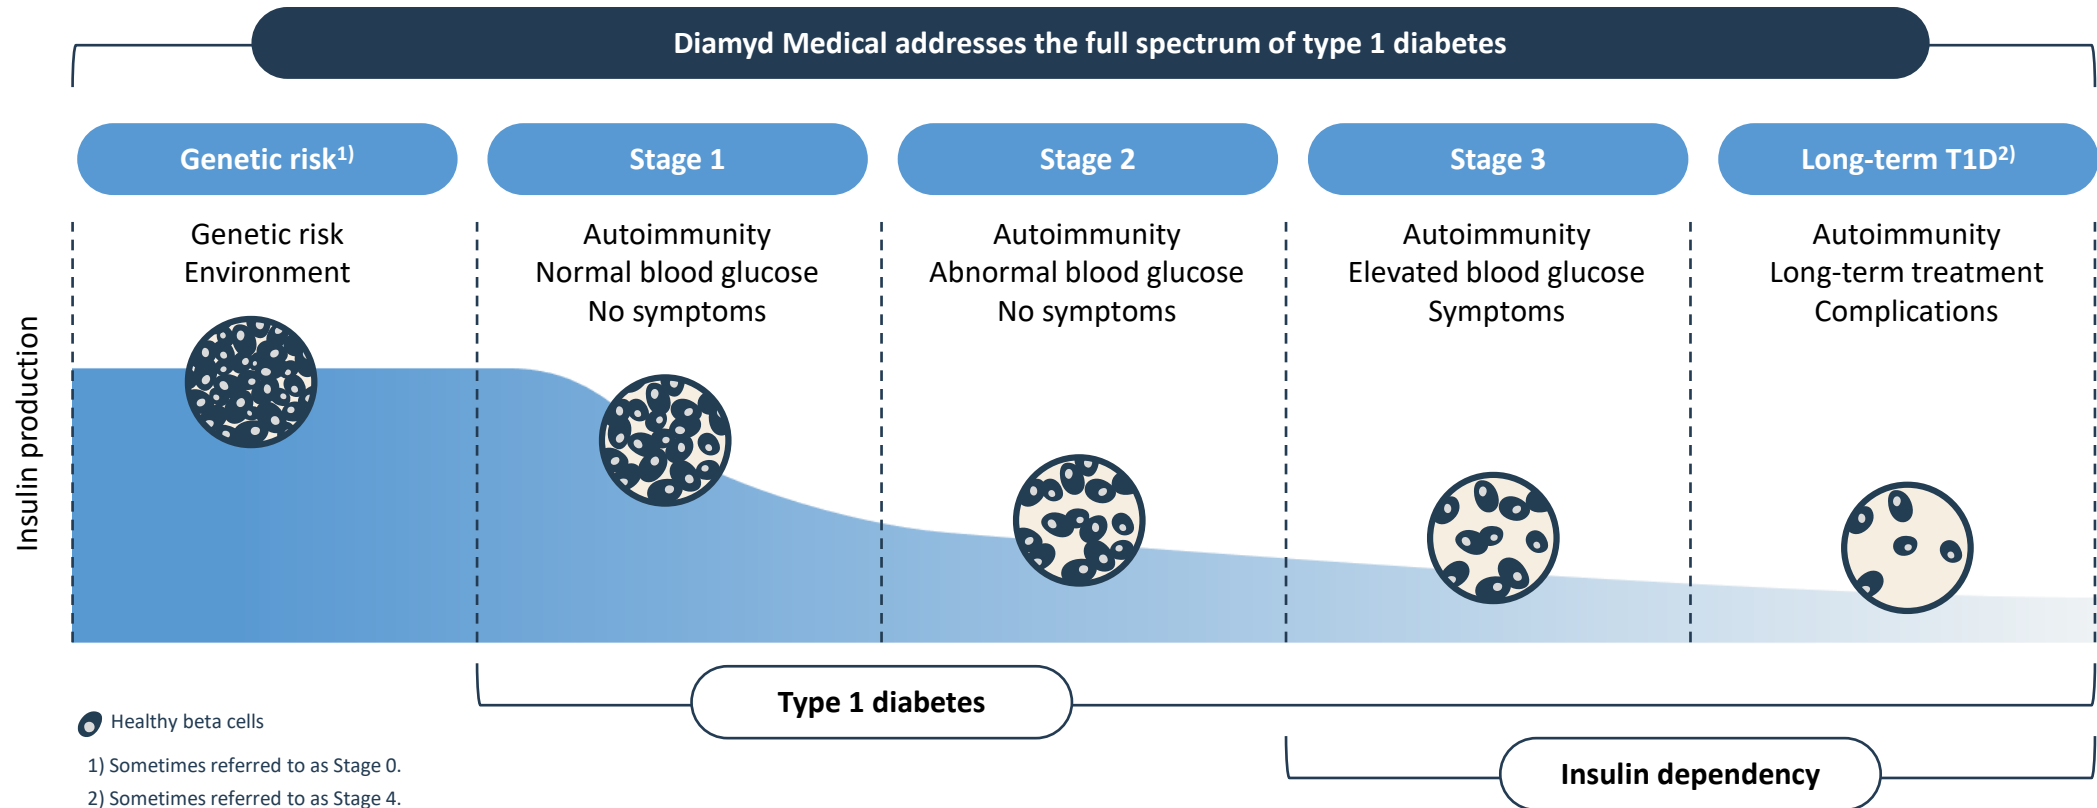 Diamyd Medical addresses the full spectrum of type 1 diabetes
Genetic risk1)
Stage 1
Stage 2
Stage 3
Long-term T1D2)
Genetic risk
Environment
Autoimmunity
Normal blood glucose
No symptoms
Autoimmunity
Abnormal blood glucose
No symptoms
Autoimmunity
Elevated blood glucose
Symptoms
Autoimmunity
Long-term treatment
Complications
Insulin production
Type 1 diabetes
Insulin dependency
Healthy beta cells
1) Sometimes referred to as Stage 0.
2) Sometimes referred to as Stage 4.